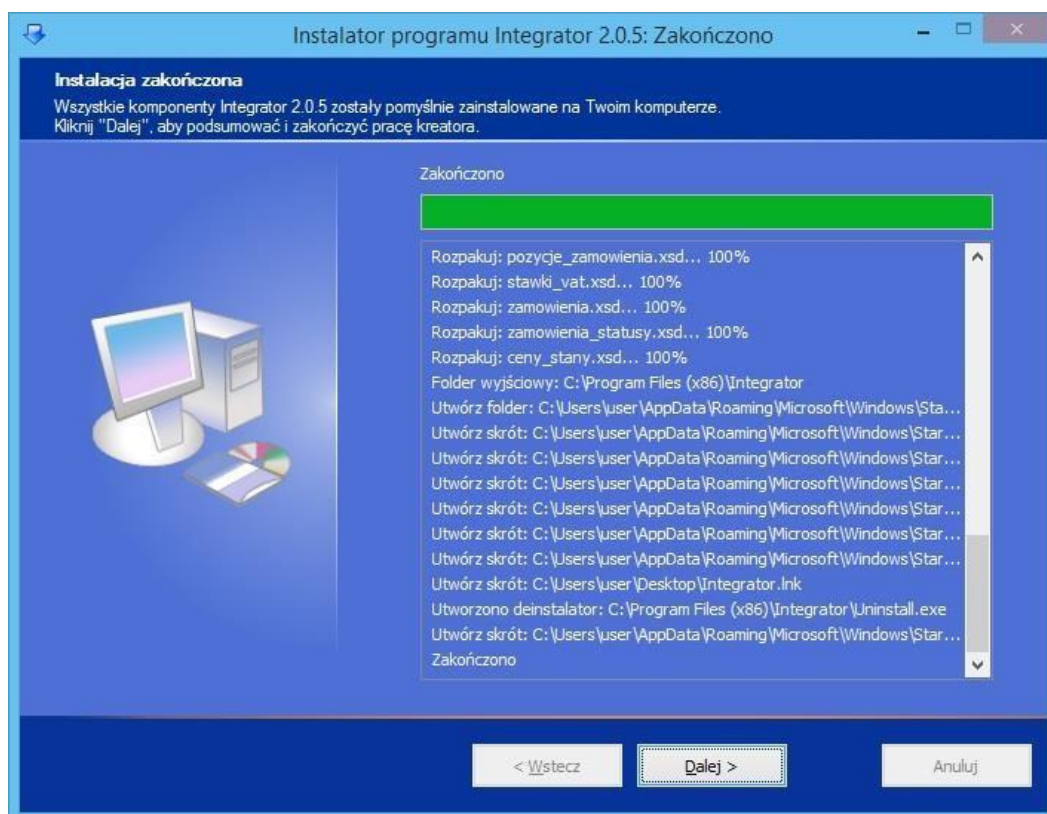 Instalator programu Integrator 2.0.5: Zakończono
Instalacja zakończona
Wszystkie komponenty Integrator 2.0.5 zostały pomyślnie zainstalowane na Twoim komputerze.
Kliknij "Dalej", aby podsumować i zakończyć pracę kreatora.
Zakończono
Rozpakuj: pozycje_zamowienia.xsd... 100%
Rozpakuj: stawki_vat.xsd... 100%
Rozpakuj: zamowienia.xsd... 100%
Rozpakuj: zamowienia_statusy.xsd... 100%
Rozpakuj: ceny_stany.xsd... 100%
Folder wyjściowy: C:\Program Files (x86)\Integrator
Utwórz folder: C:\Users\user\AppData\Roaming\Microsoft\Windows\Sta...
Utwórz skrót: C:\Users\user\AppData\Roaming\Microsoft\Windows\Star...
Utwórz skrót: C:\Users\user\AppData\Roaming\Microsoft\Windows\Star...
Utwórz skrót: C:\Users\user\AppData\Roaming\Microsoft\Windows\Star...
Utwórz skrót: C:\Users\user\AppData\Roaming\Microsoft\Windows\Star...
Utwórz skrót: C:\Users\user\AppData\Roaming\Microsoft\Windows\Star...
Utwórz skrót: C:\Users\user\AppData\Roaming\Microsoft\Windows\Star...
Utwórz skrót: C:\Users\user\Desktop\Integrator.lnk
Utworzono deinstalator: C:\Program Files (x86)\Integrator\Uninstall.exe
Utwórz skrót: C:\Users\user\AppData\Roaming\Microsoft\Windows\Star...
Zakończono
< Wstecz
Dalej >
Anuluj